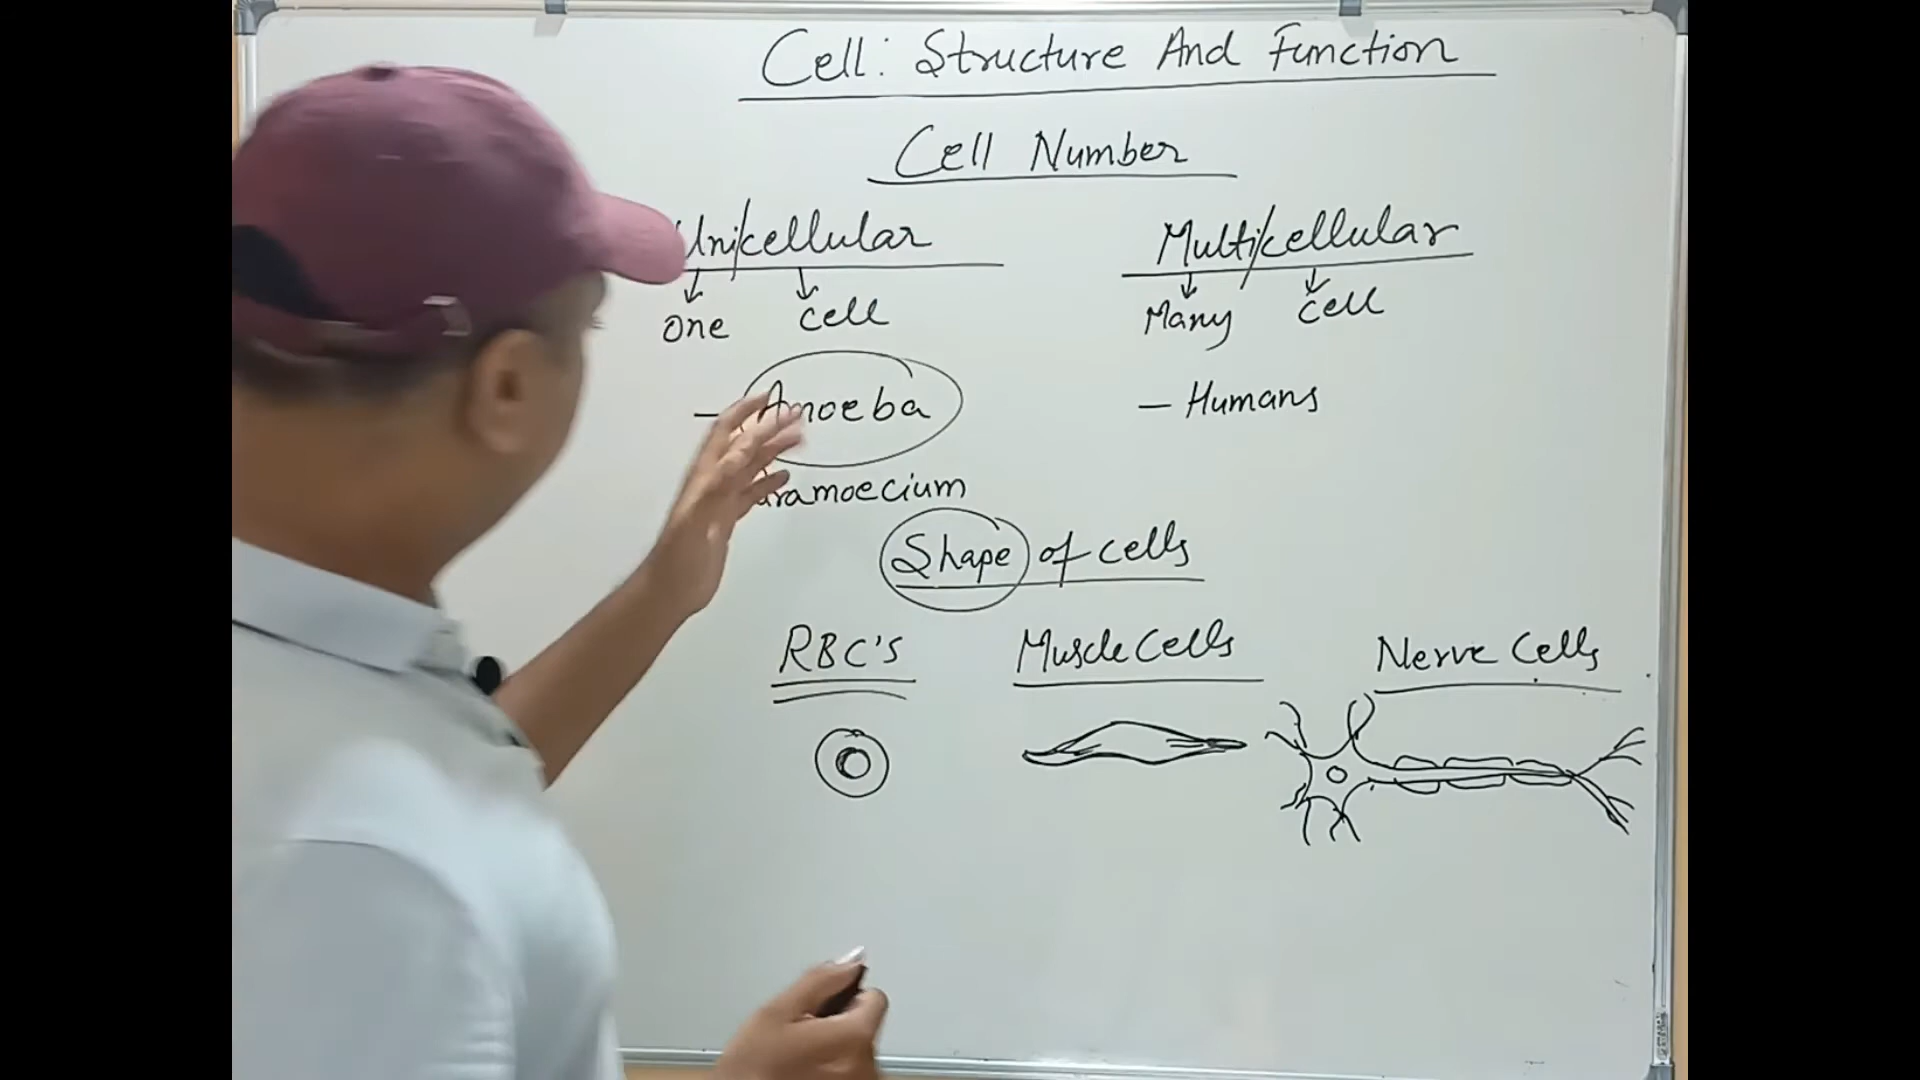 Cell: Structure And Function
Cell Number
Unicellular Multicellular
one cell Many cell
- Amoeba - Humans
Shape of cells
RBC's Muscle Cells Nerve Cells